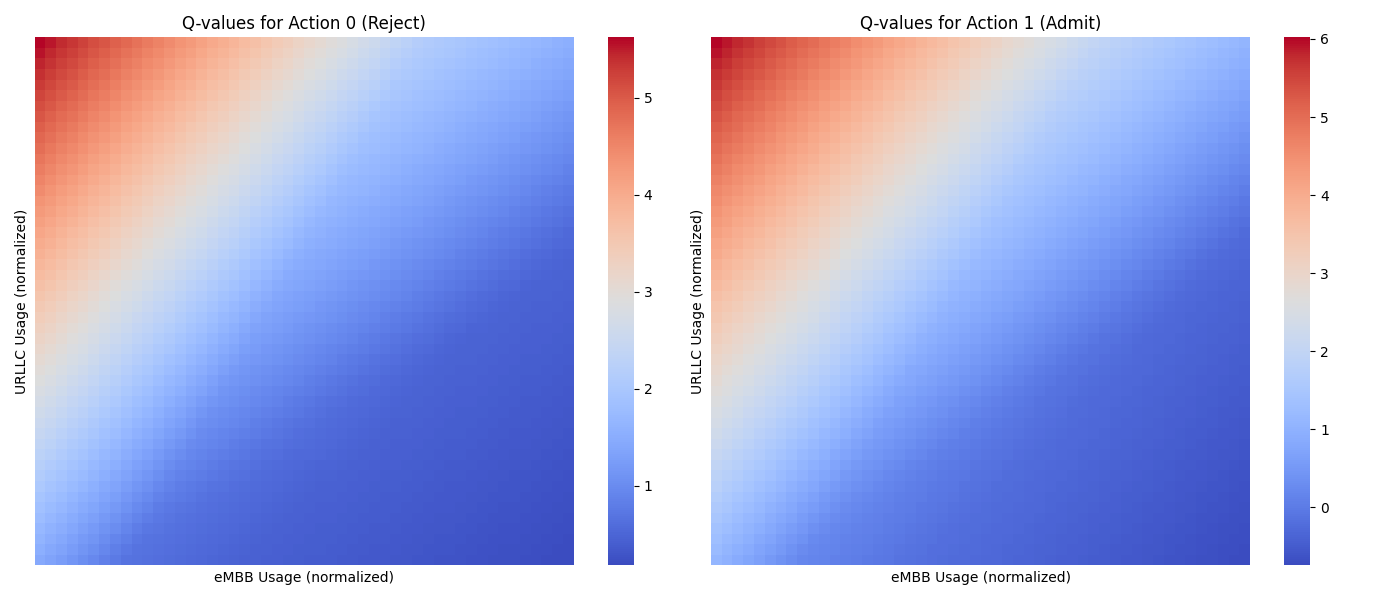 Q-values for Action 0 (Reject)
URLLC Usage (normalized)
eMBB Usage (normalized)
5
4
3
2
1
Q-values for Action 1 (Admit)
URLLC Usage (normalized)
eMBB Usage (normalized)
6
5
4
3
2
1
0